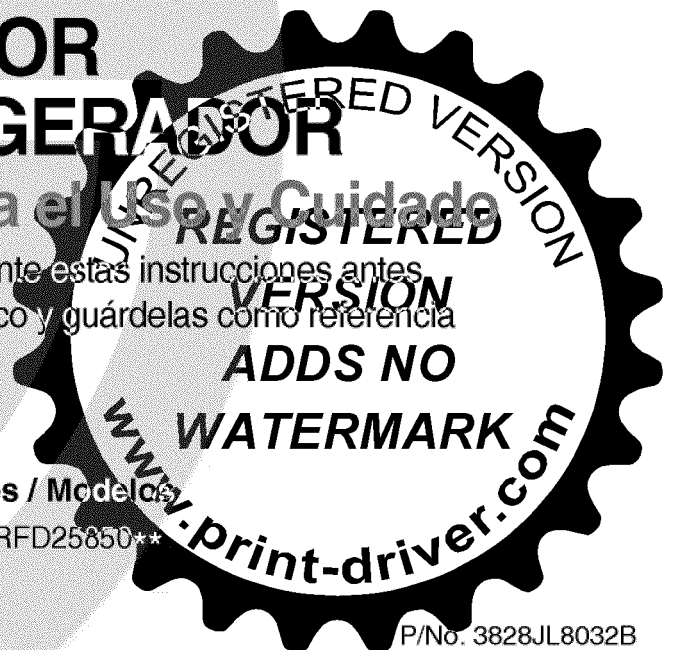 OR
GERADOR
a el Uso y Cuidado
nte estas instrucciones antes
co y guárdelas como referencia
s / Modelos
RFD25850**
P/No. 3828JL8032B
UNREGISTERED VERSION
REGISTERED
VERSION
ADDS NO
WATERMARK
www.print-driver.com